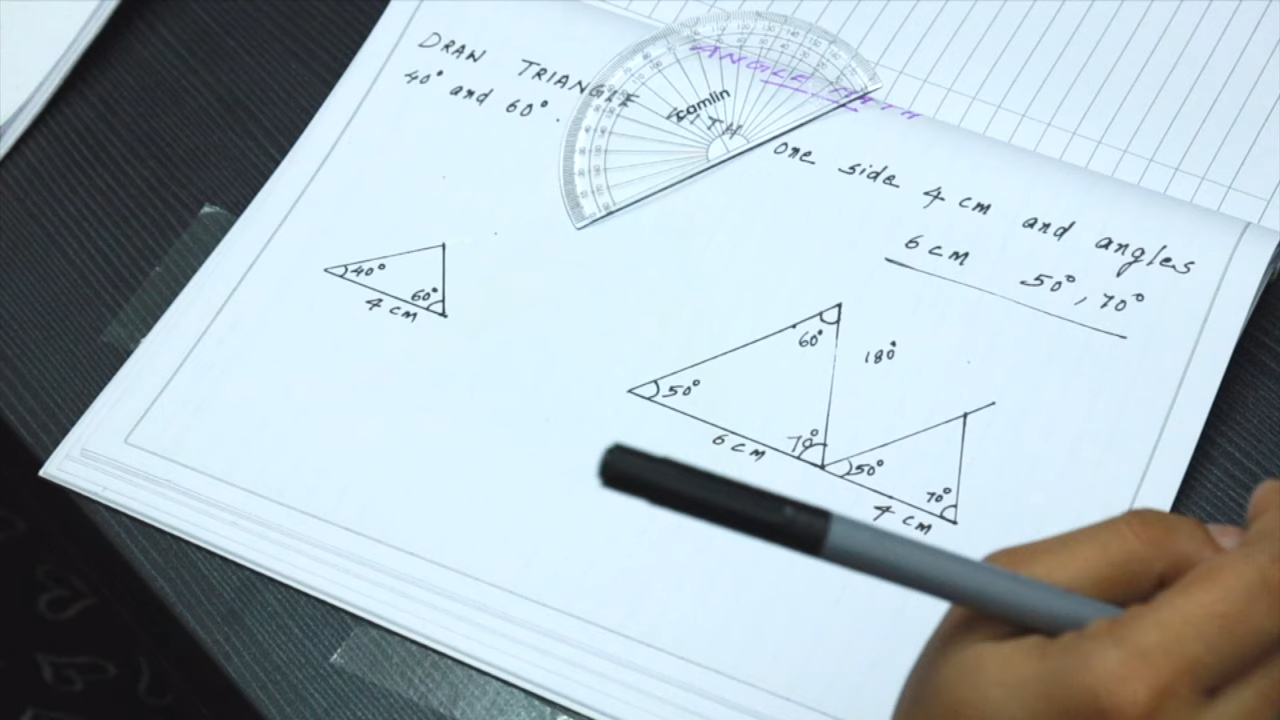 DRAW TRIANGLE WITH one side 4 cm and angles
40° and 60°.
camlin
6 cm 50°, 70°
40°
60°
4 cm
60°
180°
50°
70°
6 cm
50°
70°
4 cm